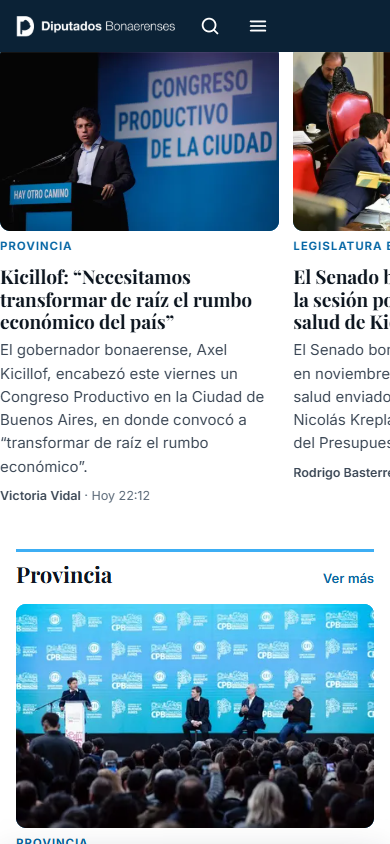 Diputados Bonaerenses
CONGRESO
PRODUCTIVO
DE LA CIUDAD
HAY OTRO CAMINO
PROVINCIA
Kicillof: “Necesitamos
transformar de raíz el rumbo
económico del país”
El gobernador bonaerense, Axel
Kicillof, encabezó este viernes un
Congreso Productivo en la Ciudad de
Buenos Aires, en donde convocó a
“transformar de raíz el rumbo
económico”.
Victoria Vidal · Hoy 22:12
LEGISLATURA B
El Senado b
la sesión po
salud de Ki
El Senado bon
en noviembre
salud enviado
Nicolás Krepla
del Presupues
Rodrigo Basterre
Provincia
Ver más
CPB
CPB
CPB
CPB
PROVINCIA